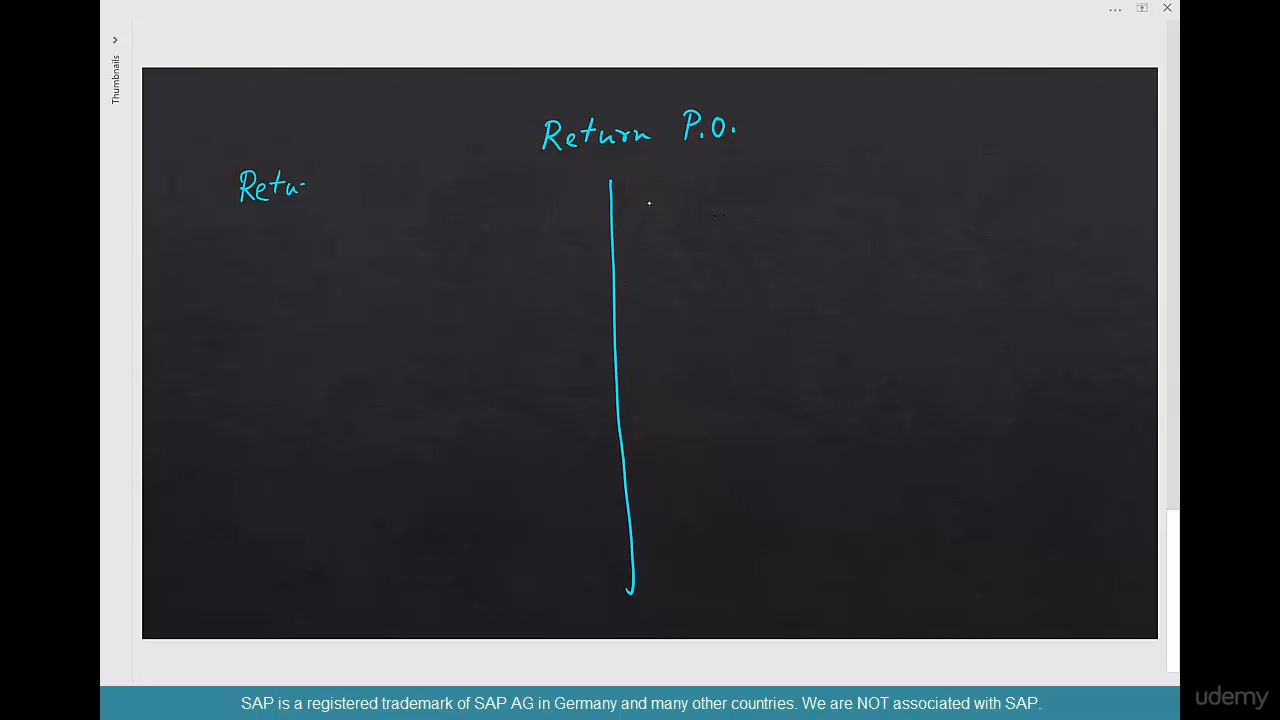 ...
Thumbnails
Return P.O.
Retu
SAP is a registered trademark of SAP AG in Germany and many other countries. We are NOT associated with SAP.
udemy